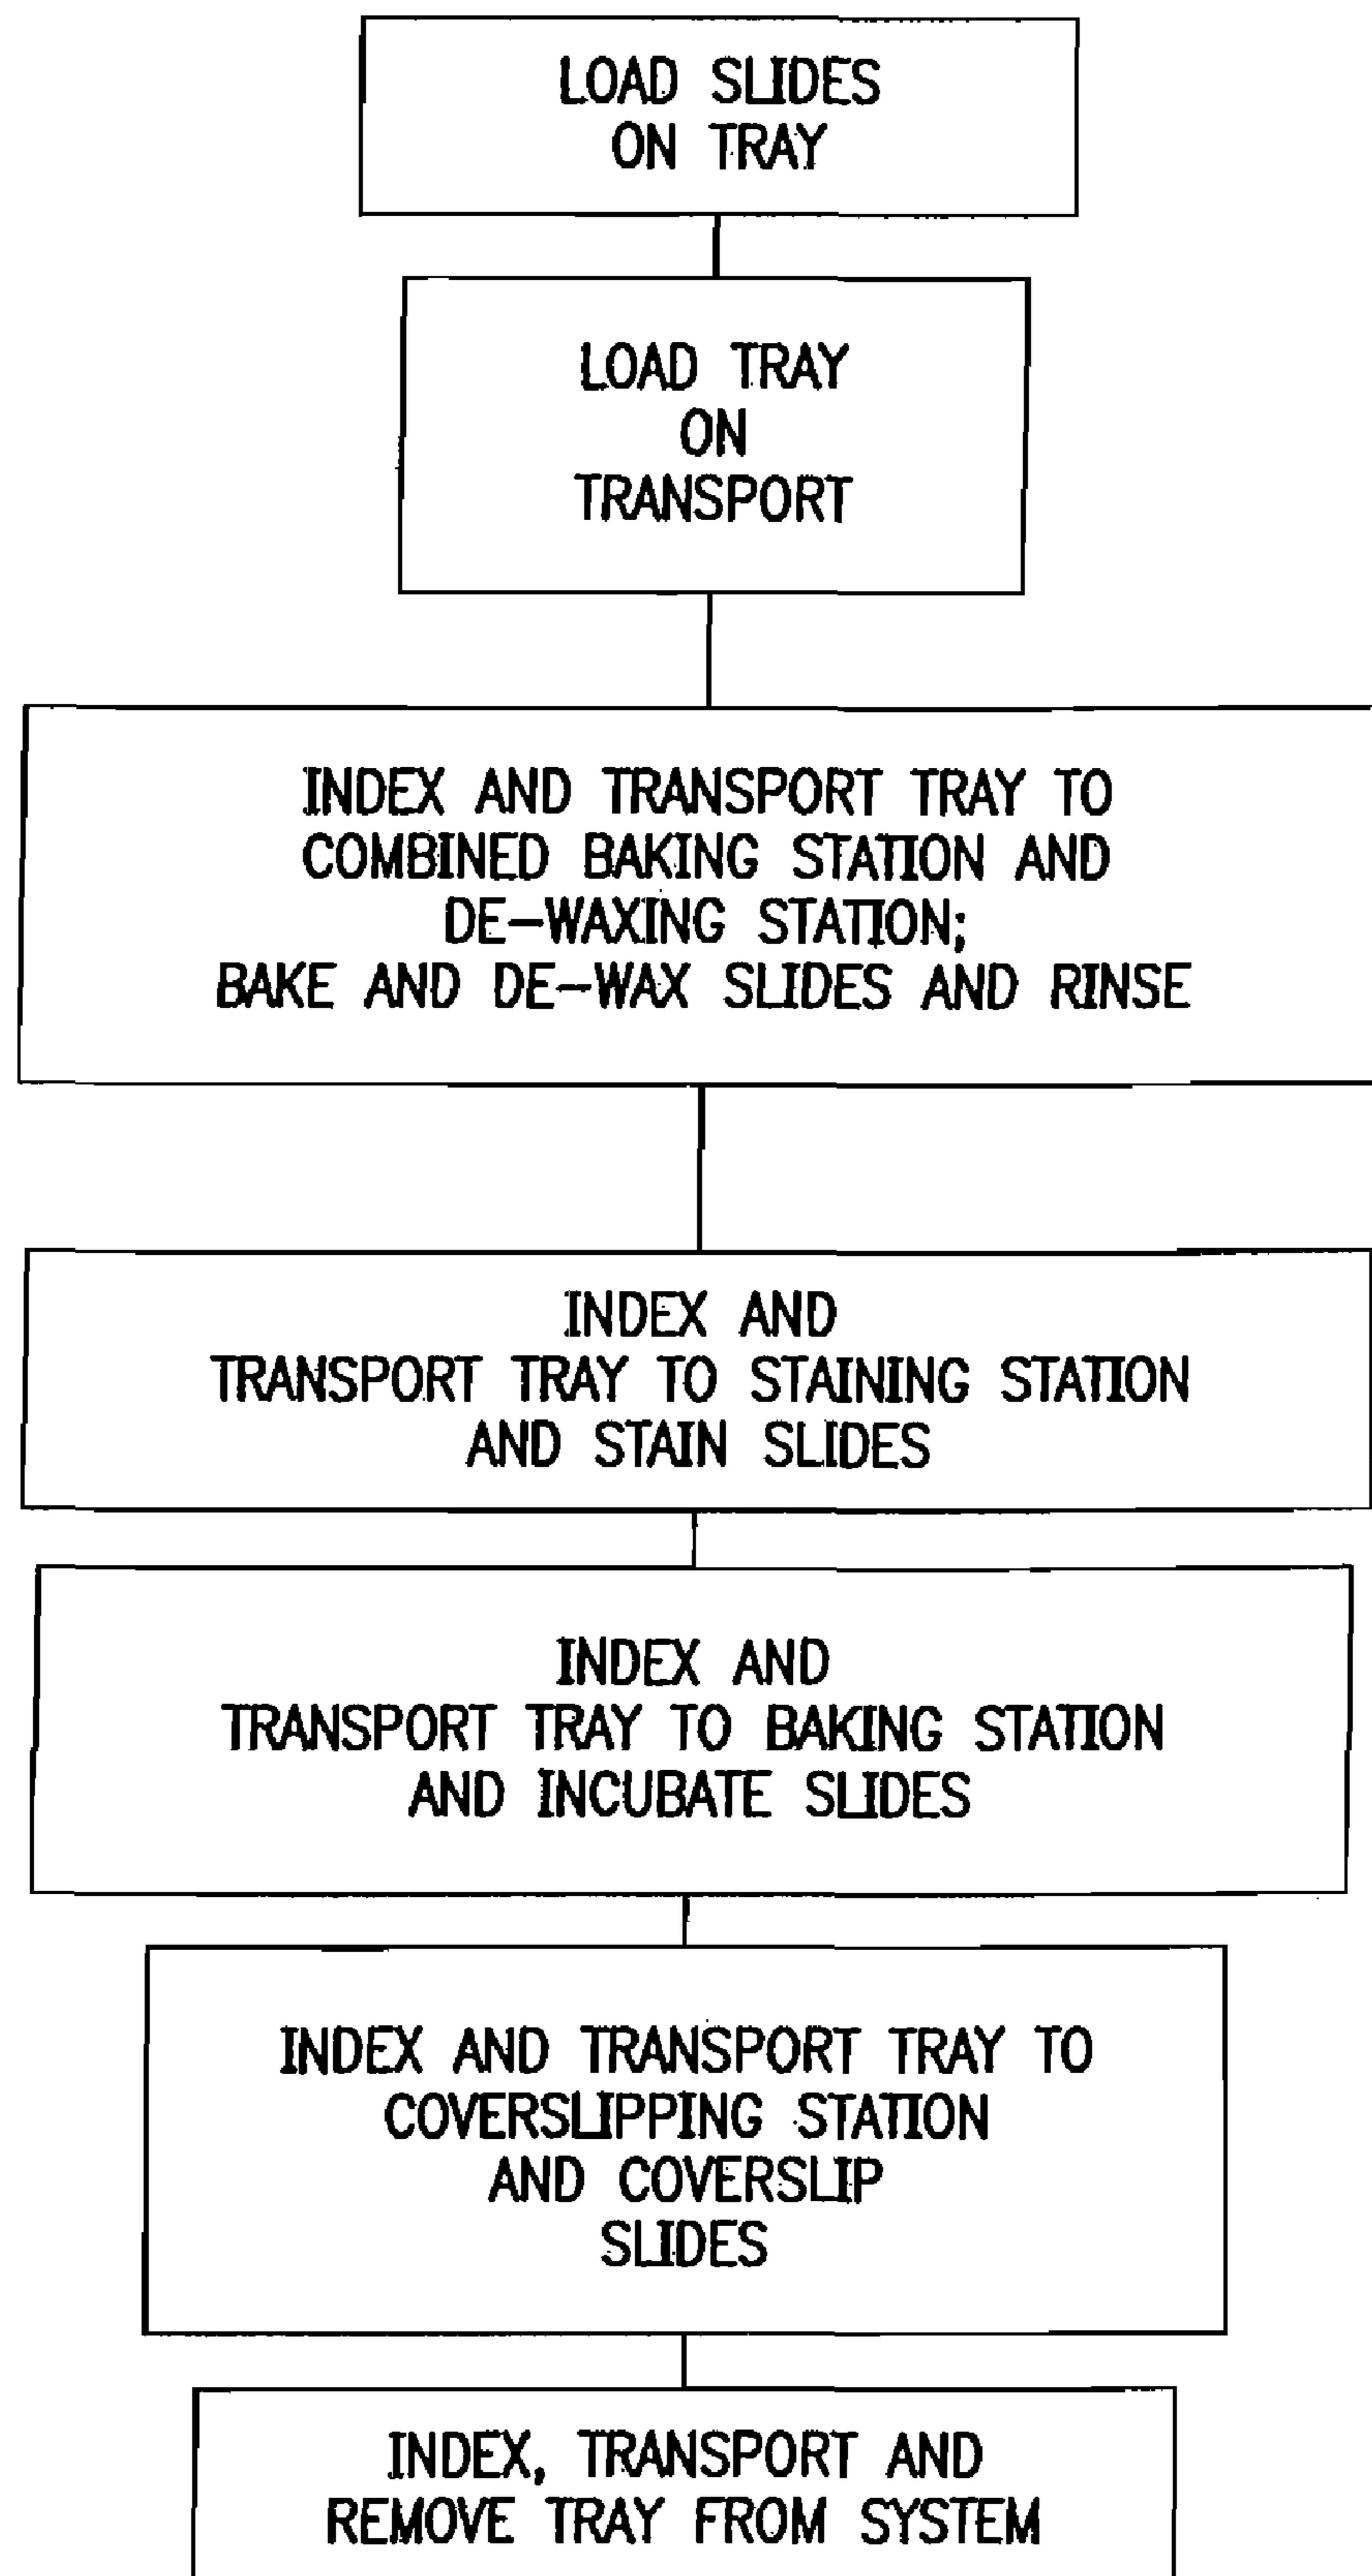 LOAD SLIDES
ON TRAY
LOAD TRAY
ON
TRANSPORT
INDEX AND TRANSPORT TRAY TO
COMBINED BAKING STATION AND
DE-WAXING STATION;
BAKE AND DE-WAX SLIDES AND RINSE
INDEX AND
TRANSPORT TRAY TO STAINING STATION
AND STAIN SLIDES
INDEX AND
TRANSPORT TRAY TO BAKING STATION
AND INCUBATE SLIDES
INDEX AND TRANSPORT TRAY TO
COVERSLIPPING STATION
AND COVERSLIP
SLIDES
INDEX, TRANSPORT AND
REMOVE TRAY FROM SYSTEM